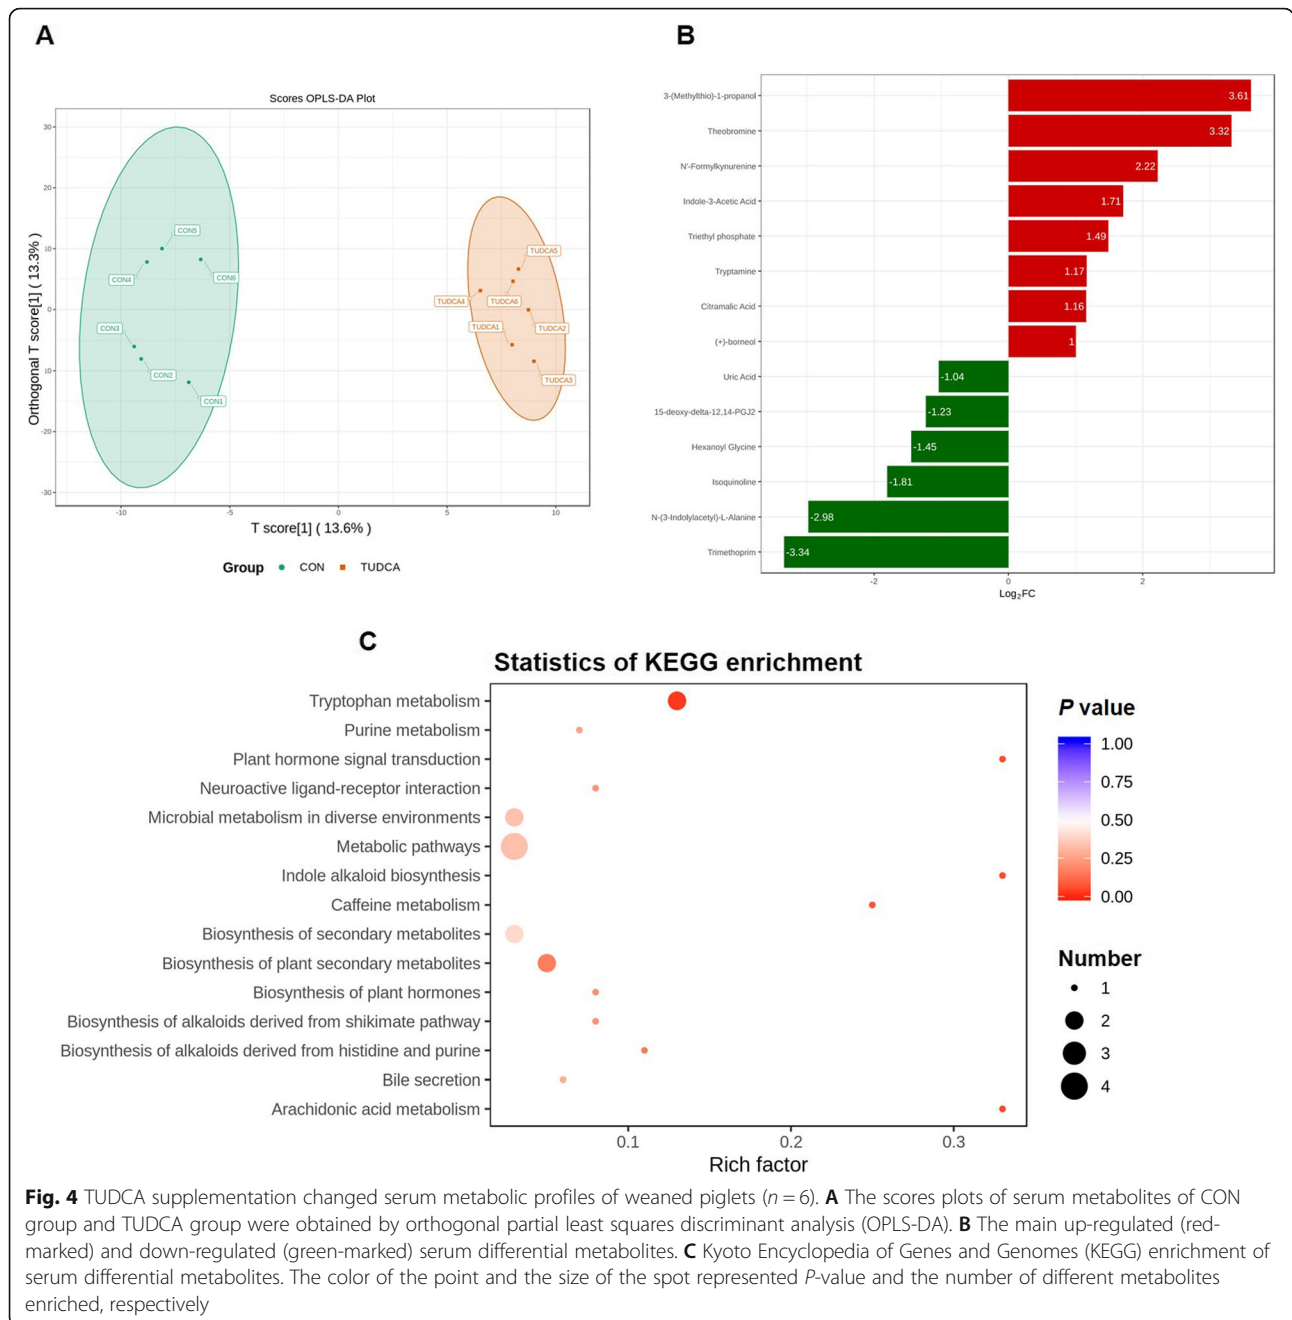 A
Scores OPLS-DA Plot
Orthogonal T score[1] ( 13.3% )
30
20
10
0
-10
-20
-30
CON5
CON4
CON6
CON3
CON2
CON1
TUDCA5
TUDCA4
TUDCA6
TUDCA1
TUDCA2
TUDCA3
-10
-5
0
5
10
T score[1] ( 13.6% )
Group CON TUDCA
B
3-(Methylthio)-1-propanol 3.61
Theobromine 3.32
N'-Formylkynurenine 2.22
Indole-3-Acetic Acid 1.71
Triethyl phosphate 1.49
Tryptamine 1.17
Citramalic Acid 1.16
(+)-borneol 1
Uric Acid -1.04
15-deoxy-delta-12,14-PGJ2 -1.23
Hexanoyl Glycine -1.45
Isoquinoline -1.81
N-(3-Indolylacetyl)-L-Alanine -2.98
Trimethoprim -3.34
-2 0 2
Log2FC
C
Statistics of KEGG enrichment
Tryptophan metabolism
Purine metabolism
Plant hormone signal transduction
Neuroactive ligand-receptor interaction
Microbial metabolism in diverse environments
Metabolic pathways
Indole alkaloid biosynthesis
Caffeine metabolism
Biosynthesis of secondary metabolites
Biosynthesis of plant secondary metabolites
Biosynthesis of plant hormones
Biosynthesis of alkaloids derived from shikimate pathway
Biosynthesis of alkaloids derived from histidine and purine
Bile secretion
Arachidonic acid metabolism
0.1 0.2 0.3
Rich factor
P value
1.00
0.75
0.50
0.25
0.00
Number
1
2
3
4
Fig. 4 TUDCA supplementation changed serum metabolic profiles of weaned piglets (n = 6). A The scores plots of serum metabolites of CON
group and TUDCA group were obtained by orthogonal partial least squares discriminant analysis (OPLS-DA). B The main up-regulated (red-
marked) and down-regulated (green-marked) serum differential metabolites. C Kyoto Encyclopedia of Genes and Genomes (KEGG) enrichment of
serum differential metabolites. The color of the point and the size of the spot represented P-value and the number of different metabolites
enriched, respectively